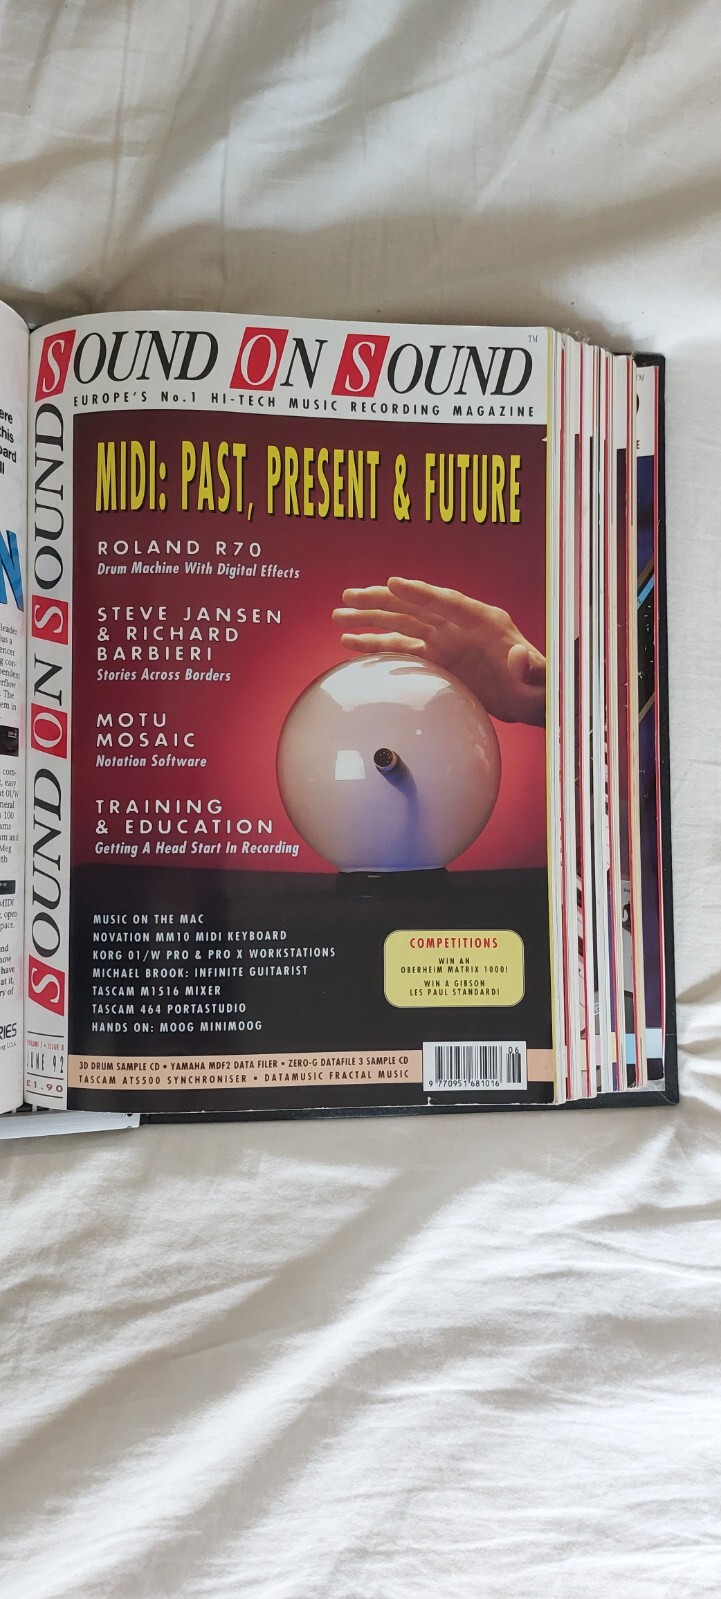 SOUND ON SOUND
TM
EUROPE'S No.1 HI-TECH MUSIC RECORDING MAGAZINE
SOUND ON SOUND
MIDI: PAST, PRESENT & FUTURE
ROLAND R70
Drum Machine With Digital Effects
STEVE JANSEN
& RICHARD
BARBIERI
Stories Across Borders
MOTU
MOSAIC
Notation Software
TRAINING
& EDUCATION
Getting A Head Start In Recording
MUSIC ON THE MAC
NOVATION MM10 MIDI KEYBOARD
KORG 01/W PRO & PRO X WORKSTATIONS
MICHAEL BROOK: INFINITE GUITARIST
TASCAM M1516 MIXER
TASCAM 464 PORTASTUDIO
HANDS ON: MOOG MINIMOOG
COMPETITIONS
WIN AN
OBERHEIM MATRIX 1000!
WIN A GIBSON
LES PAUL STANDARD!
3D DRUM SAMPLE CD • YAMAHA MDF2 DATA FILER • ZERO-G DATAFILE 3 SAMPLE CD
TASCAM ATS500 SYNCHRONISER • DATAMUSIC FRACTAL MUSIC
06
9 770951 681016
VOLUME 7 • ISSUE 8
JUNE 92
£1.90